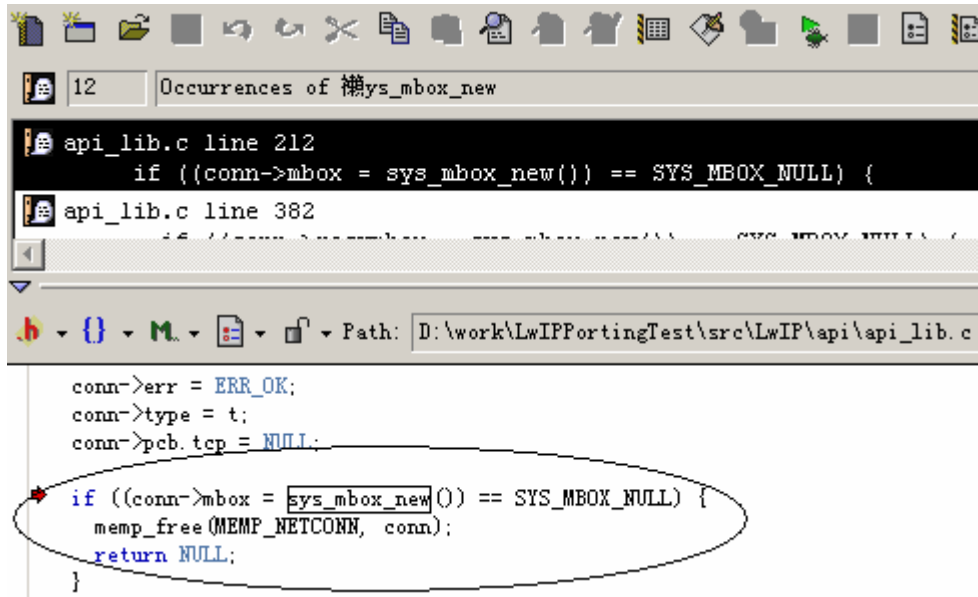 12 Occurrences of 禷ys_mbox_new
api_lib.c line 212
if ((conn->mbox = sys_mbox_new()) == SYS_MBOX_NULL) {
api_lib.c line 382
.h {} M. Path: D:\work\LwIPPortingTest\src\LwIP\api\api_lib.c
conn->err = ERR_OK;
conn->type = t;
conn->pcb.tcp = NULL;
if ((conn->mbox = sys_mbox_new()) == SYS_MBOX_NULL) {
memp_free(MEMP_NETCONN, conn);
return NULL;
}